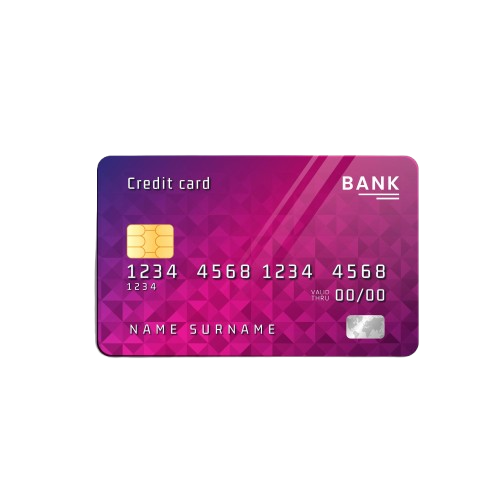 Credit card
BANK
1234 4568 1234 4568
1234
VALID THRU 00/00
NAME SURNAME